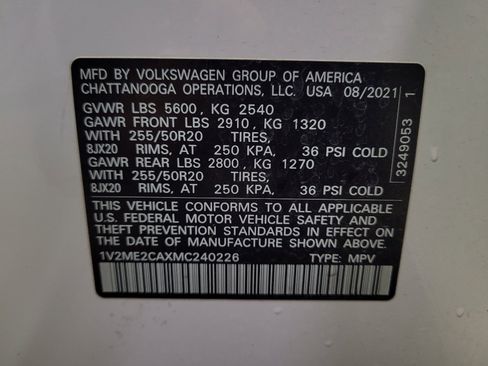 MFD BY VOLKSWAGEN GROUP OF AMERICA
CHATTANOOGA OPERATIONS, LLC. USA 08/2021
GVWR LBS 5600, KG 2540
GAWR FRONT LBS 2910, KG 1320
WITH 255/50R20 TIRES,
8JX20 RIMS, AT 250 KPA, 36 PSI COLD
GAWR REAR LBS 2800, KG 1270
WITH 255/50R20 TIRES,
8JX20 RIMS, AT 250 KPA, 36 PSI COLD
THIS VEHICLE CONFORMS TO ALL APPLICABLE
U.S. FEDERAL MOTOR VEHICLE SAFETY AND
THEFT PREVENTION STANDARDS IN EFFECT ON
THE DATE OF MANUFACTURE SHOWN ABOVE.
1V2ME2CAXMC240226 TYPE: MPV
3249053 1